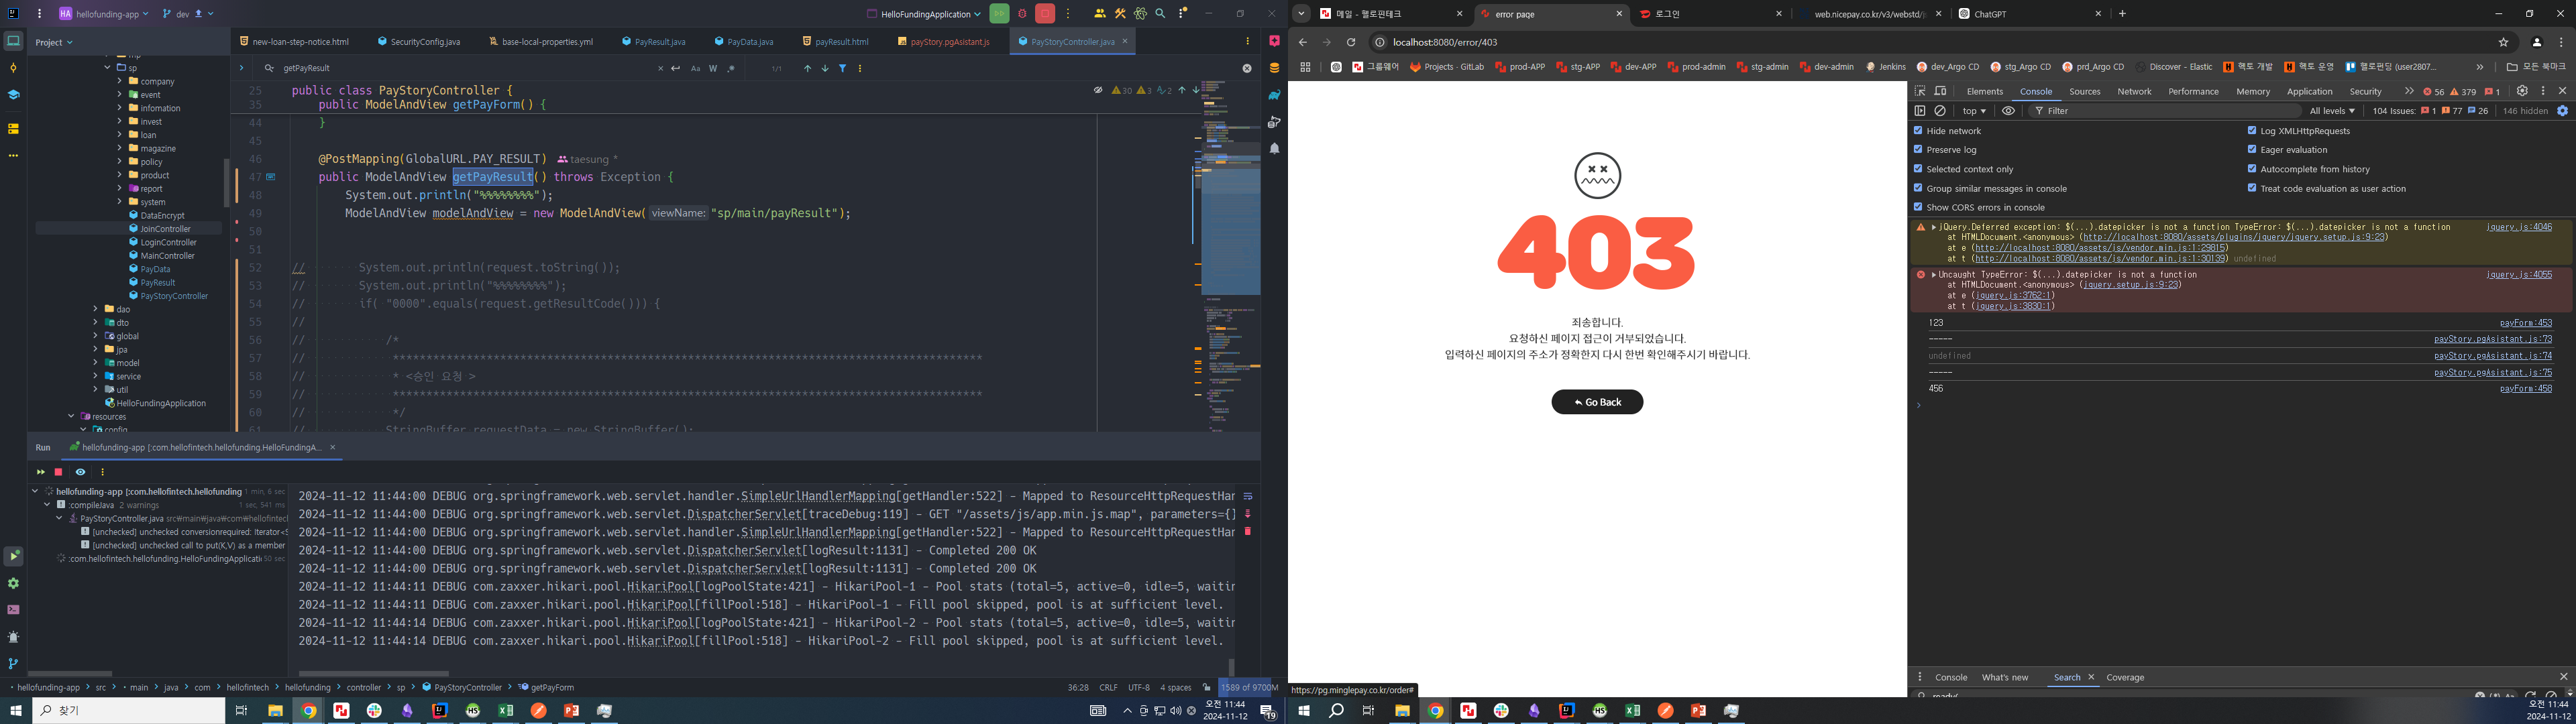 HA hellofunding-app dev HelloFundingApplication
Project
new-loan-step-notice.html SecurityConfig.java base-local-properties.yml PayResult.java PayData.java payResult.html payStory.pgAsistant.js PayStoryController.java
getPayResult Aa W 1/1
sp
company
event
infomation
invest
loan
magazine
policy
product
report
system
DataEncrypt
JoinController
LoginController
MainController
PayData
PayResult
PayStoryController
dao
dto
global
jpa
model
service
util
HelloFundingApplication
resources
config
25 public class PayStoryController { 30 3 2
35 public ModelAndView getPayForm() {
44 }
45
46 @PostMapping(GlobalURL.PAY_RESULT) taesung *
47 public ModelAndView getPayResult() throws Exception {
48 System.out.println("%%%%%%%%");
49 ModelAndView modelAndView = new ModelAndView( viewName: "sp/main/payResult");
50
51
52 // System.out.println(request.toString());
53 // System.out.println("%%%%%%%%");
54 // if( "0000".equals(request.getResultCode())) {
55 //
56 // /*
57 // ****************************************************************************************
58 // * <승인 요청 >
59 // ****************************************************************************************
60 // */
61 // StringBuffer requestData = new StringBuffer();
Run hellofunding-app [:com.hellofintech.hellofunding.HelloFundingA...
hellofunding-app [:com.hellofintech.hellofunding 1 min, 6 sec
:compileJava 2 warnings 1 sec, 541 ms
PayStoryController.java src\main\java\com\hellofintech
[unchecked] unchecked conversionrequired: Iterator<S
[unchecked] unchecked call to put(K,V) as a member
:com.hellofintech.hellofunding.HelloFundingApplicatio 50 sec
2024-11-12 11:44:00 DEBUG org.springframework.web.servlet.handler.SimpleUrlHandlerMapping[getHandler:522] - Mapped to ResourceHttpRequestHan
2024-11-12 11:44:00 DEBUG org.springframework.web.servlet.DispatcherServlet[traceDebug:119] - GET "/assets/js/app.min.js.map", parameters={}
2024-11-12 11:44:00 DEBUG org.springframework.web.servlet.handler.SimpleUrlHandlerMapping[getHandler:522] - Mapped to ResourceHttpRequestHan
2024-11-12 11:44:00 DEBUG org.springframework.web.servlet.DispatcherServlet[logResult:1131] - Completed 200 OK
2024-11-12 11:44:00 DEBUG org.springframework.web.servlet.DispatcherServlet[logResult:1131] - Completed 200 OK
2024-11-12 11:44:11 DEBUG com.zaxxer.hikari.pool.HikariPool[logPoolState:421] - HikariPool-1 - Pool stats (total=5, active=0, idle=5, waitin
2024-11-12 11:44:11 DEBUG com.zaxxer.hikari.pool.HikariPool[fillPool:518] - HikariPool-1 - Fill pool skipped, pool is at sufficient level.
2024-11-12 11:44:14 DEBUG com.zaxxer.hikari.pool.HikariPool[logPoolState:421] - HikariPool-2 - Pool stats (total=5, active=0, idle=5, waitin
2024-11-12 11:44:14 DEBUG com.zaxxer.hikari.pool.HikariPool[fillPool:518] - HikariPool-2 - Fill pool skipped, pool is at sufficient level.
hellofunding-app > src > main > java > com > hellofintech > hellofunding > controller > sp > PayStoryController > getPayForm 36:28 CRLF UTF-8 4 spaces 1589 of 9700M
찾기
오전 11:44
2024-11-12
19
메일 - 헬로핀테크 error page 로그인 web.nicepay.co.kr/v3/webstd/j ChatGPT
localhost:8080/error/403
그룹웨어 Projects · GitLab prod-APP stg-APP dev-APP prod-admin stg-admin dev-admin Jenkins dev_Argo CD stg_Argo CD prd_Argo CD Discover - Elastic 핵토 개발 핵토 운영 헬로펀딩 (user2807... » 모든 북마크
403
죄송합니다.
요청하신 페이지 접근이 거부되었습니다.
입력하신 페이지의 주소가 정확한지 다시 한번 확인해주시기 바랍니다.
Go Back
https://pg.minglepay.co.kr/order#
Elements Console Sources Network Performance Memory Application Security » 56 379 1
top Filter All levels 104 Issues: 1 77 26 146 hidden
Hide network Log XMLHttpRequests
Preserve log Eager evaluation
Selected context only Autocomplete from history
Group similar messages in console Treat code evaluation as user action
Show CORS errors in console
jQuery.Deferred exception: $(...).datepicker is not a function TypeError: $(...).datepicker is not a function jquery.js:4046
at HTMLDocument.<anonymous> (http://localhost:8080/assets/plugins/jquery/jquery.setup.js:9:23)
at e (http://localhost:8080/assets/js/vendor.min.js:1:29815)
at t (http://localhost:8080/assets/js/vendor.min.js:1:30139) undefined
Uncaught TypeError: $(...).datepicker is not a function jquery.js:4055
at HTMLDocument.<anonymous> (jquery.setup.js:9:23)
at e (jquery.js:3762:1)
at t (jquery.js:3830:1)
123 payForm:453
----- payStory.pgAsistant.js:73
undefined payStory.pgAsistant.js:74
----- payStory.pgAsistant.js:75
456 payForm:458
Console What's new Search Coverage
오전 11:44
2024-11-12